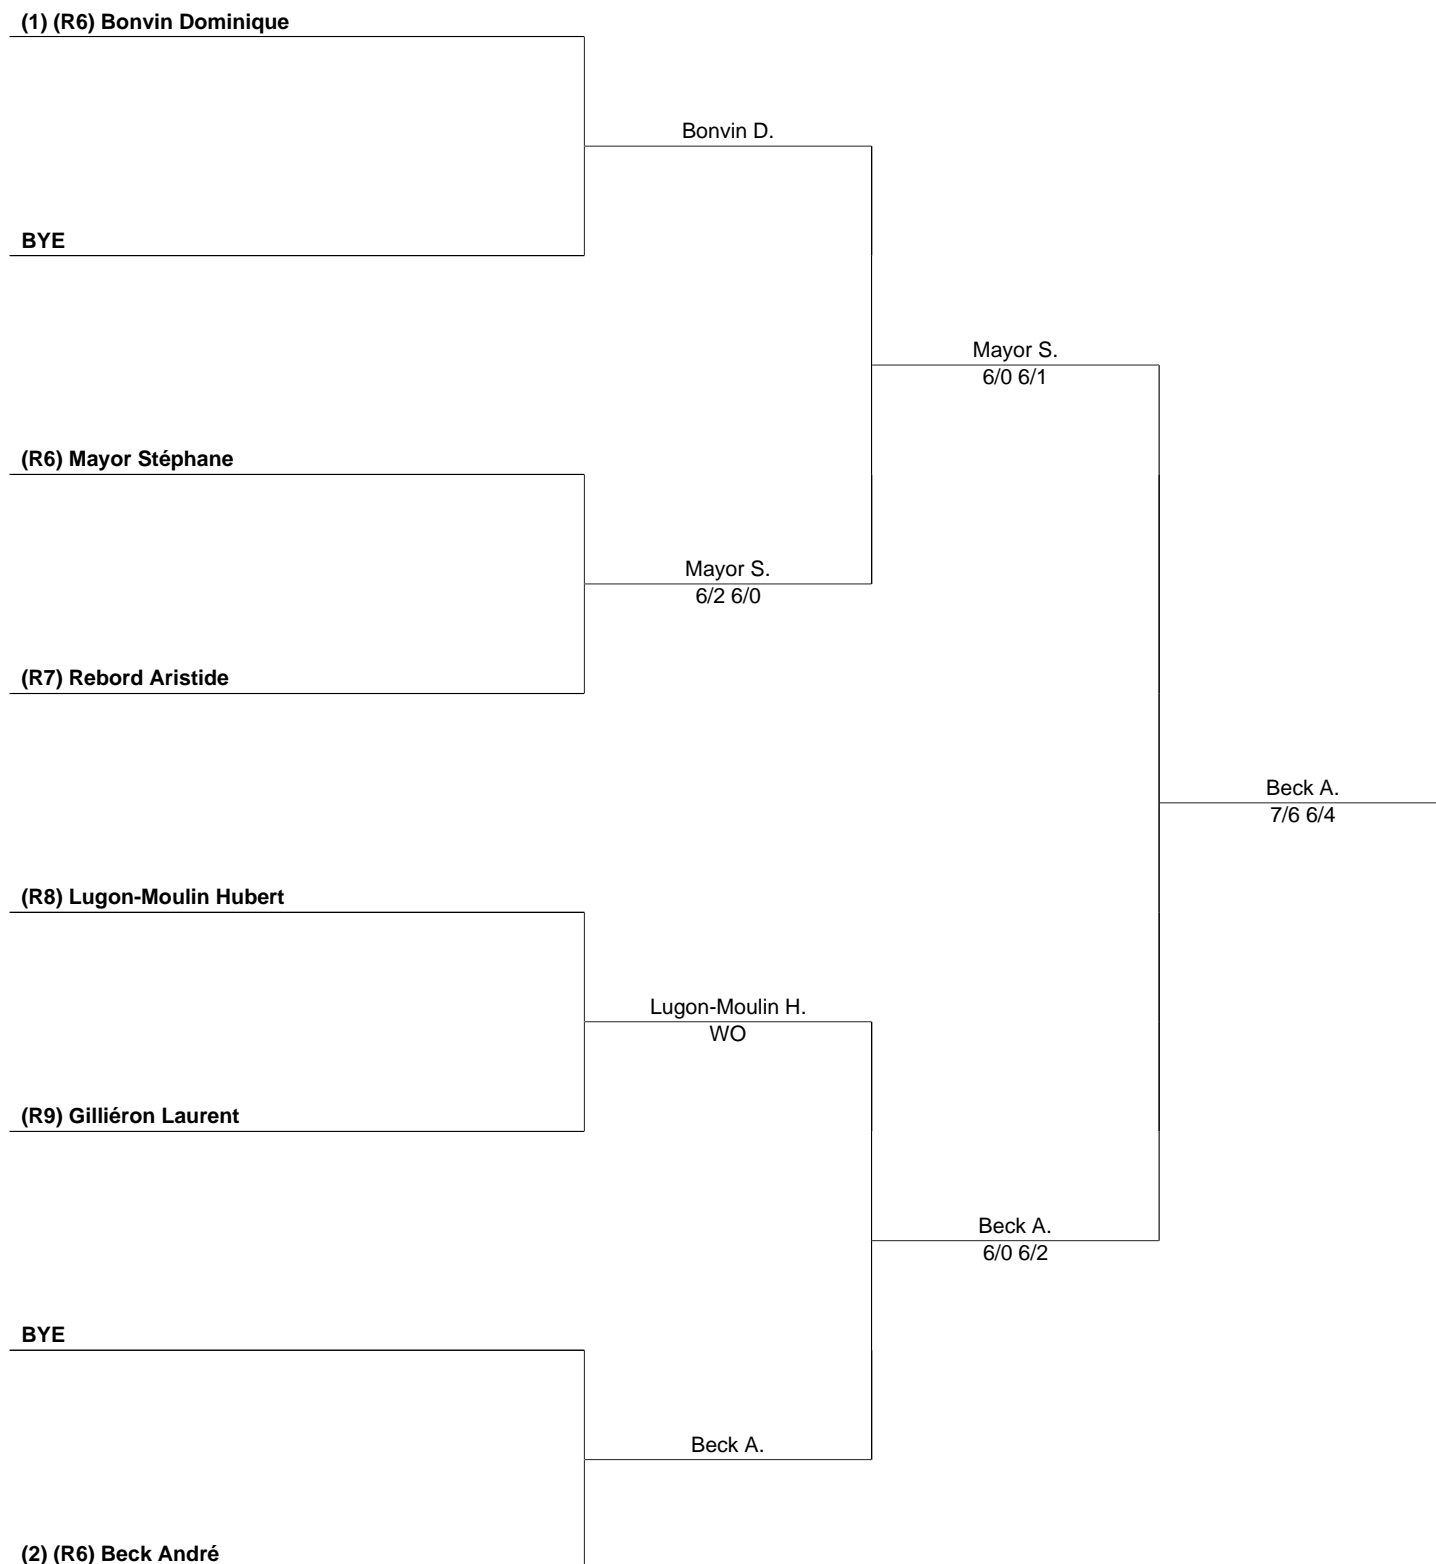 (1) (R6) Bonvin Dominique
Bonvin D.
BYE
Mayor S.
6/0 6/1
(R6) Mayor Stéphane
Mayor S.
6/2 6/0
(R7) Rebord Aristide
Beck A.
7/6 6/4
(R8) Lugon-Moulin Hubert
Lugon-Moulin H.
WO
(R9) Gilliéron Laurent
Beck A.
6/0 6/2
BYE
Beck A.
(2) (R6) Beck André